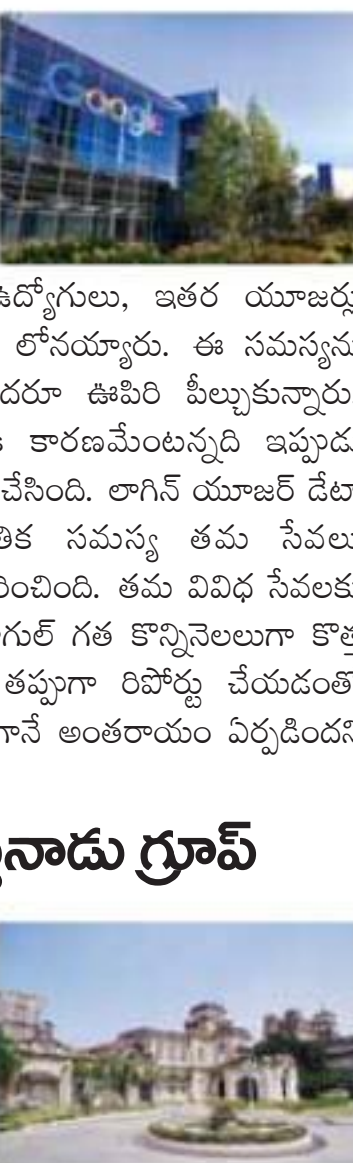 Google
ఉద్యోగులు, ఇతర యూజర్లు
లోనయ్యారు. ఈ సమస్యను
దరూ ఊపిరి పీల్చుకున్నారు.
కారణమేంటన్నది ఇప్పుడు
చేసింది. లాగిన్ యూజర్ డేటా
తిక సమస్య తమ సేవలు
రించింది. తమ వివిధ సేవలకు
గుల్ గత కొన్నినెలలుగా కొత్త
తప్పుగా రిపోర్టు చేయడంతో
గానే అంతరాయం ఏర్పడిందని
నాడు గ్రూప్